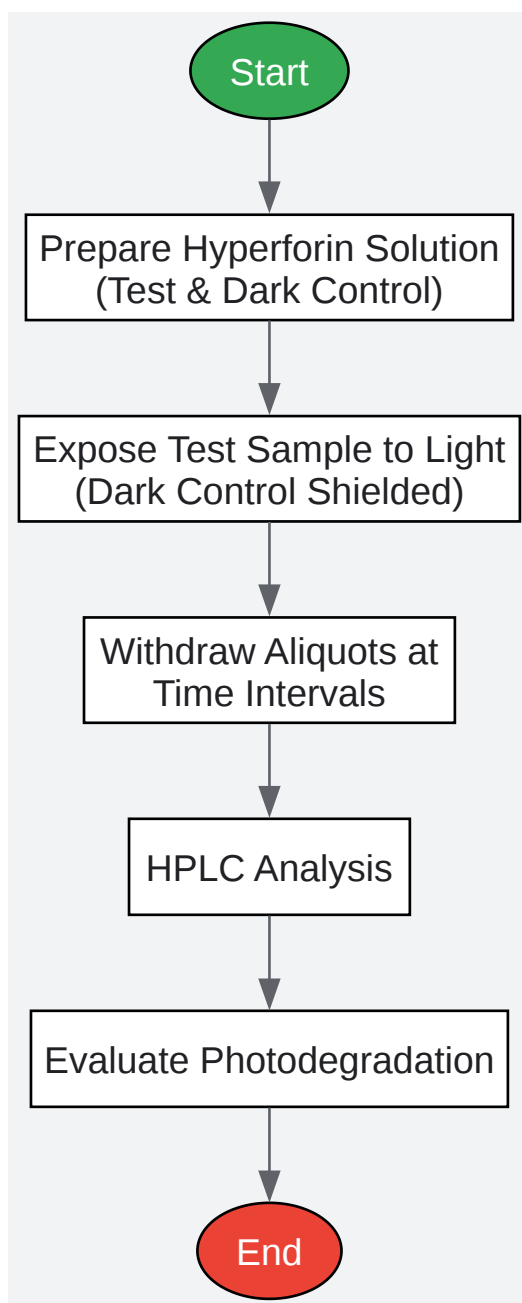 Start
Prepare Hyperforin Solution
(Test & Dark Control)
Expose Test Sample to Light
(Dark Control Shielded)
Withdraw Aliquots at
Time Intervals
HPLC Analysis
Evaluate Photodegradation
End